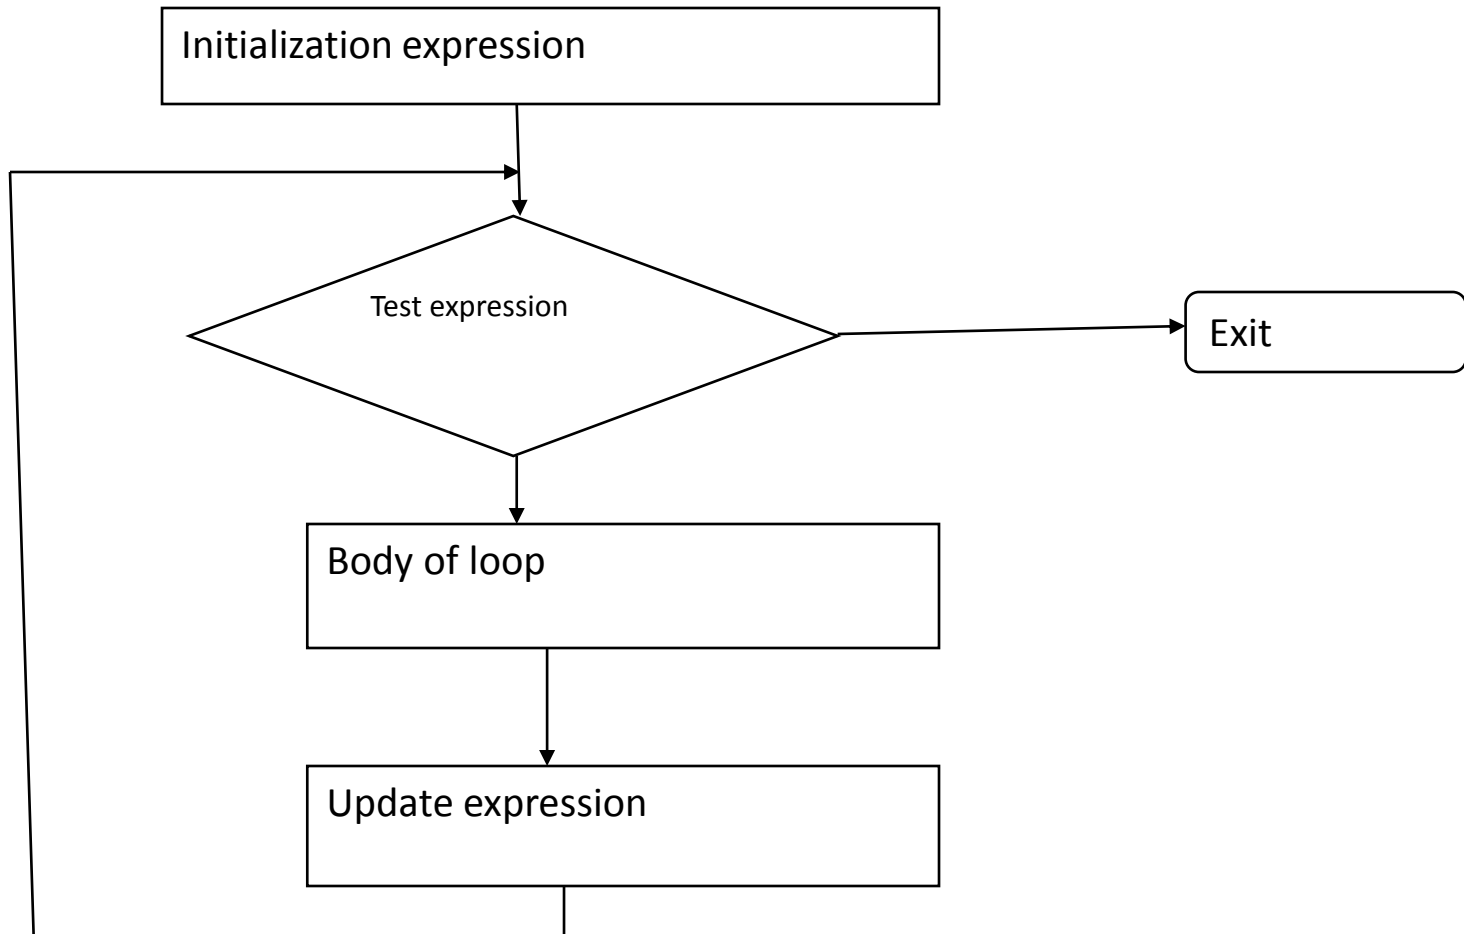 Initialization expression
Test expression
Exit
Body of loop
Update expression